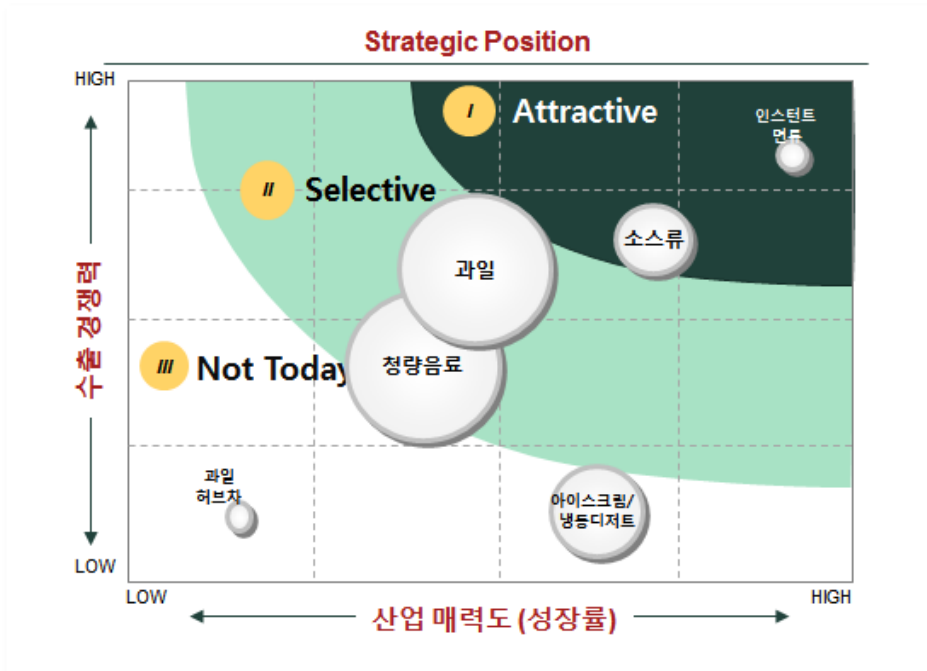 Strategic Position
HIGH
I
Attractive
인스턴트
면류
II
Selective
소스류
과일
수출 경쟁력
III
Not Today
청량음료
과일
허브차
아이스크림/
냉동디저트
LOW
LOW
HIGH
산업 매력도 (성장률)